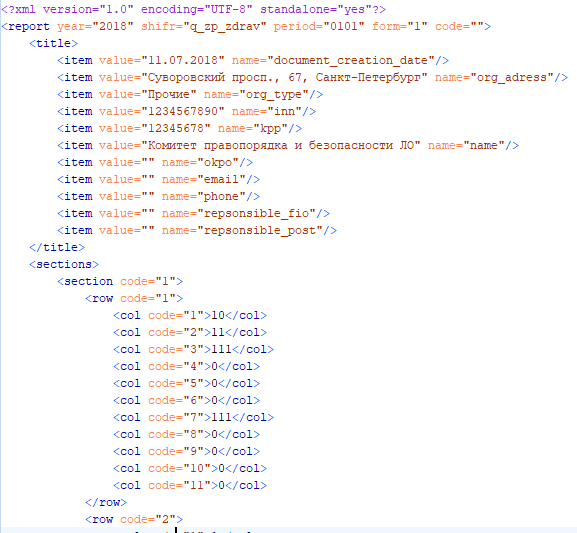 <?xml version="1.0" encoding="UTF-8" standalone="yes"?>
<report year="2018" shifr="q_zp_zdrav" period="0101" form="1" code="">
<title>
<item value="11.07.2018" name="document_creation_date"/>
<item value="Суворовский просп., 67, Санкт-Петербург" name="org_adress"/>
<item value="Прочие" name="org_type"/>
<item value="1234567890" name="inn"/>
<item value="12345678" name="kpp"/>
<item value="Комитет правопорядка и безопасности ЛО" name="name"/>
<item value="" name="okpo"/>
<item value="" name="email"/>
<item value="" name="phone"/>
<item value="" name="repsonsible_fio"/>
<item value="" name="repsonsible_post"/>
</title>
<sections>
<section code="1">
<row code="1">
<col code="1">10</col>
<col code="2">11</col>
<col code="3">111</col>
<col code="4">0</col>
<col code="5">0</col>
<col code="6">0</col>
<col code="7">111</col>
<col code="8">0</col>
<col code="9">0</col>
<col code="10">0</col>
<col code="11">0</col>
</row>
<row code="2">